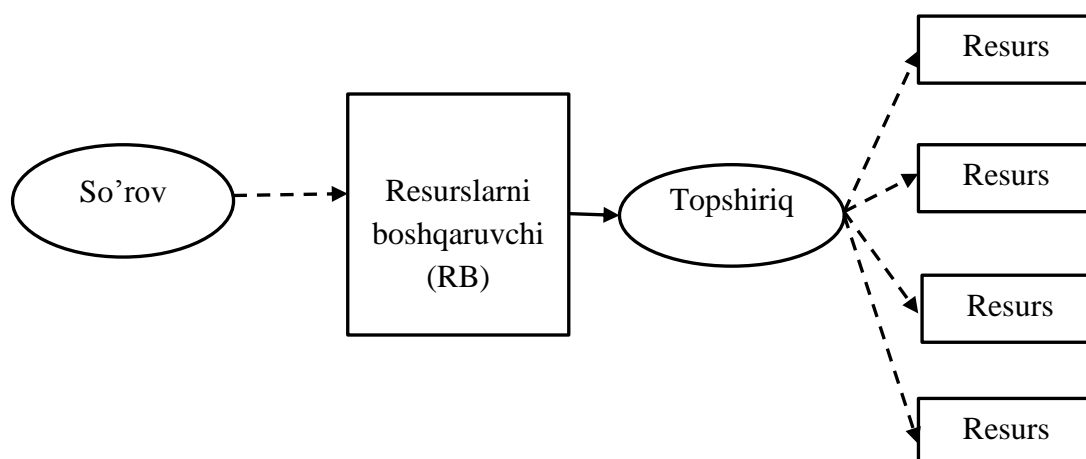 So’rov
Resurslarni
boshqaruvchi
(RB)
Topshiriq
Resurs
Resurs
Resurs
Resurs